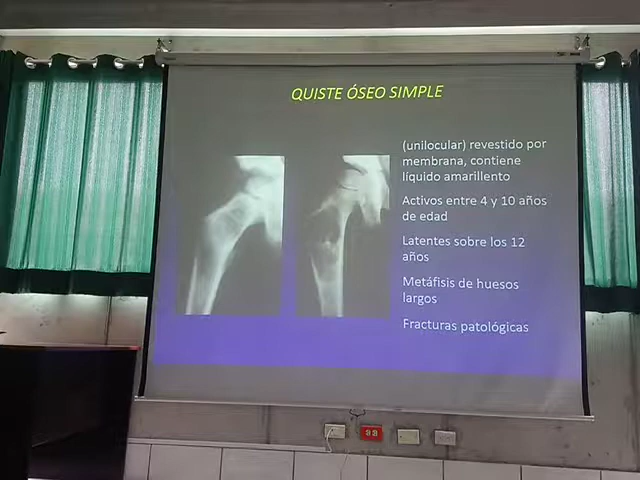 QUISTE ÓSEO SIMPLE
(unilocular) revestido por
membrana, contiene
líquido amarillento
Activos entre 4 y 10 años
de edad
Latentes sobre los 12
años
Metáfisis de huesos
largos
Fracturas patológicas